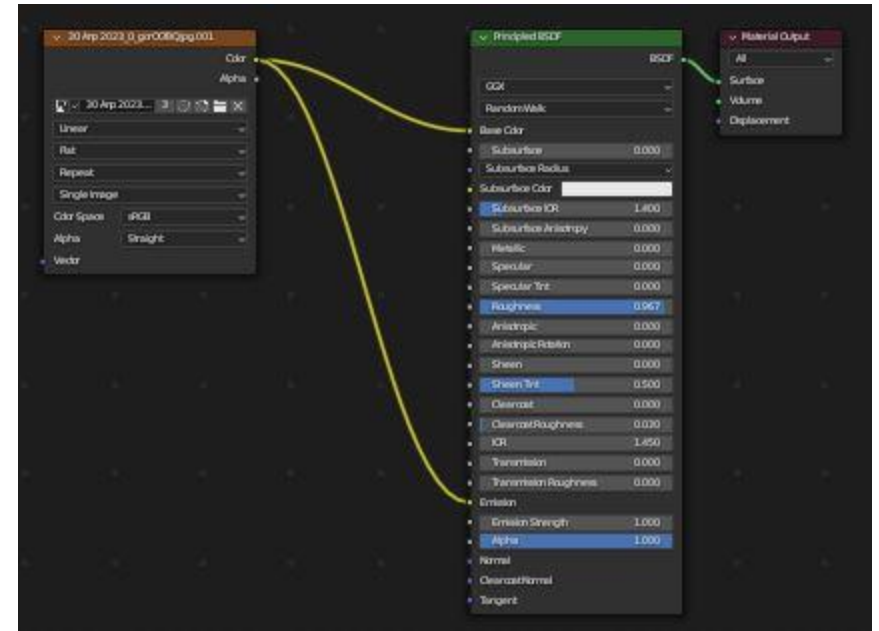 Color
Alpha
30 Arp 2023... 3
Linear
Flat
Repeat
Single Image
Color Space sRGB
Alpha Straight
Vector
Principled BSDF
BSDF
GGX
Random Walk
Base Color
Subsurface 0.000
Subsurface Radius
Subsurface Color
Subsurface IOR 1.400
Subsurface Anisotropy 0.000
Metallic 0.000
Specular 0.000
Specular Tint 0.000
Roughness 0.967
Anisotropic 0.000
Anisotropic Rotation 0.000
Sheen 0.000
Sheen Tint 0.500
Clearcoat 0.000
Clearcoat Roughness 0.030
IOR 1.450
Transmission 0.000
Transmission Roughness 0.000
Emission
Emission Strength 1.000
Alpha 1.000
Normal
Clearcoat Normal
Tangent
Material Output
All
Surface
Volume
Displacement